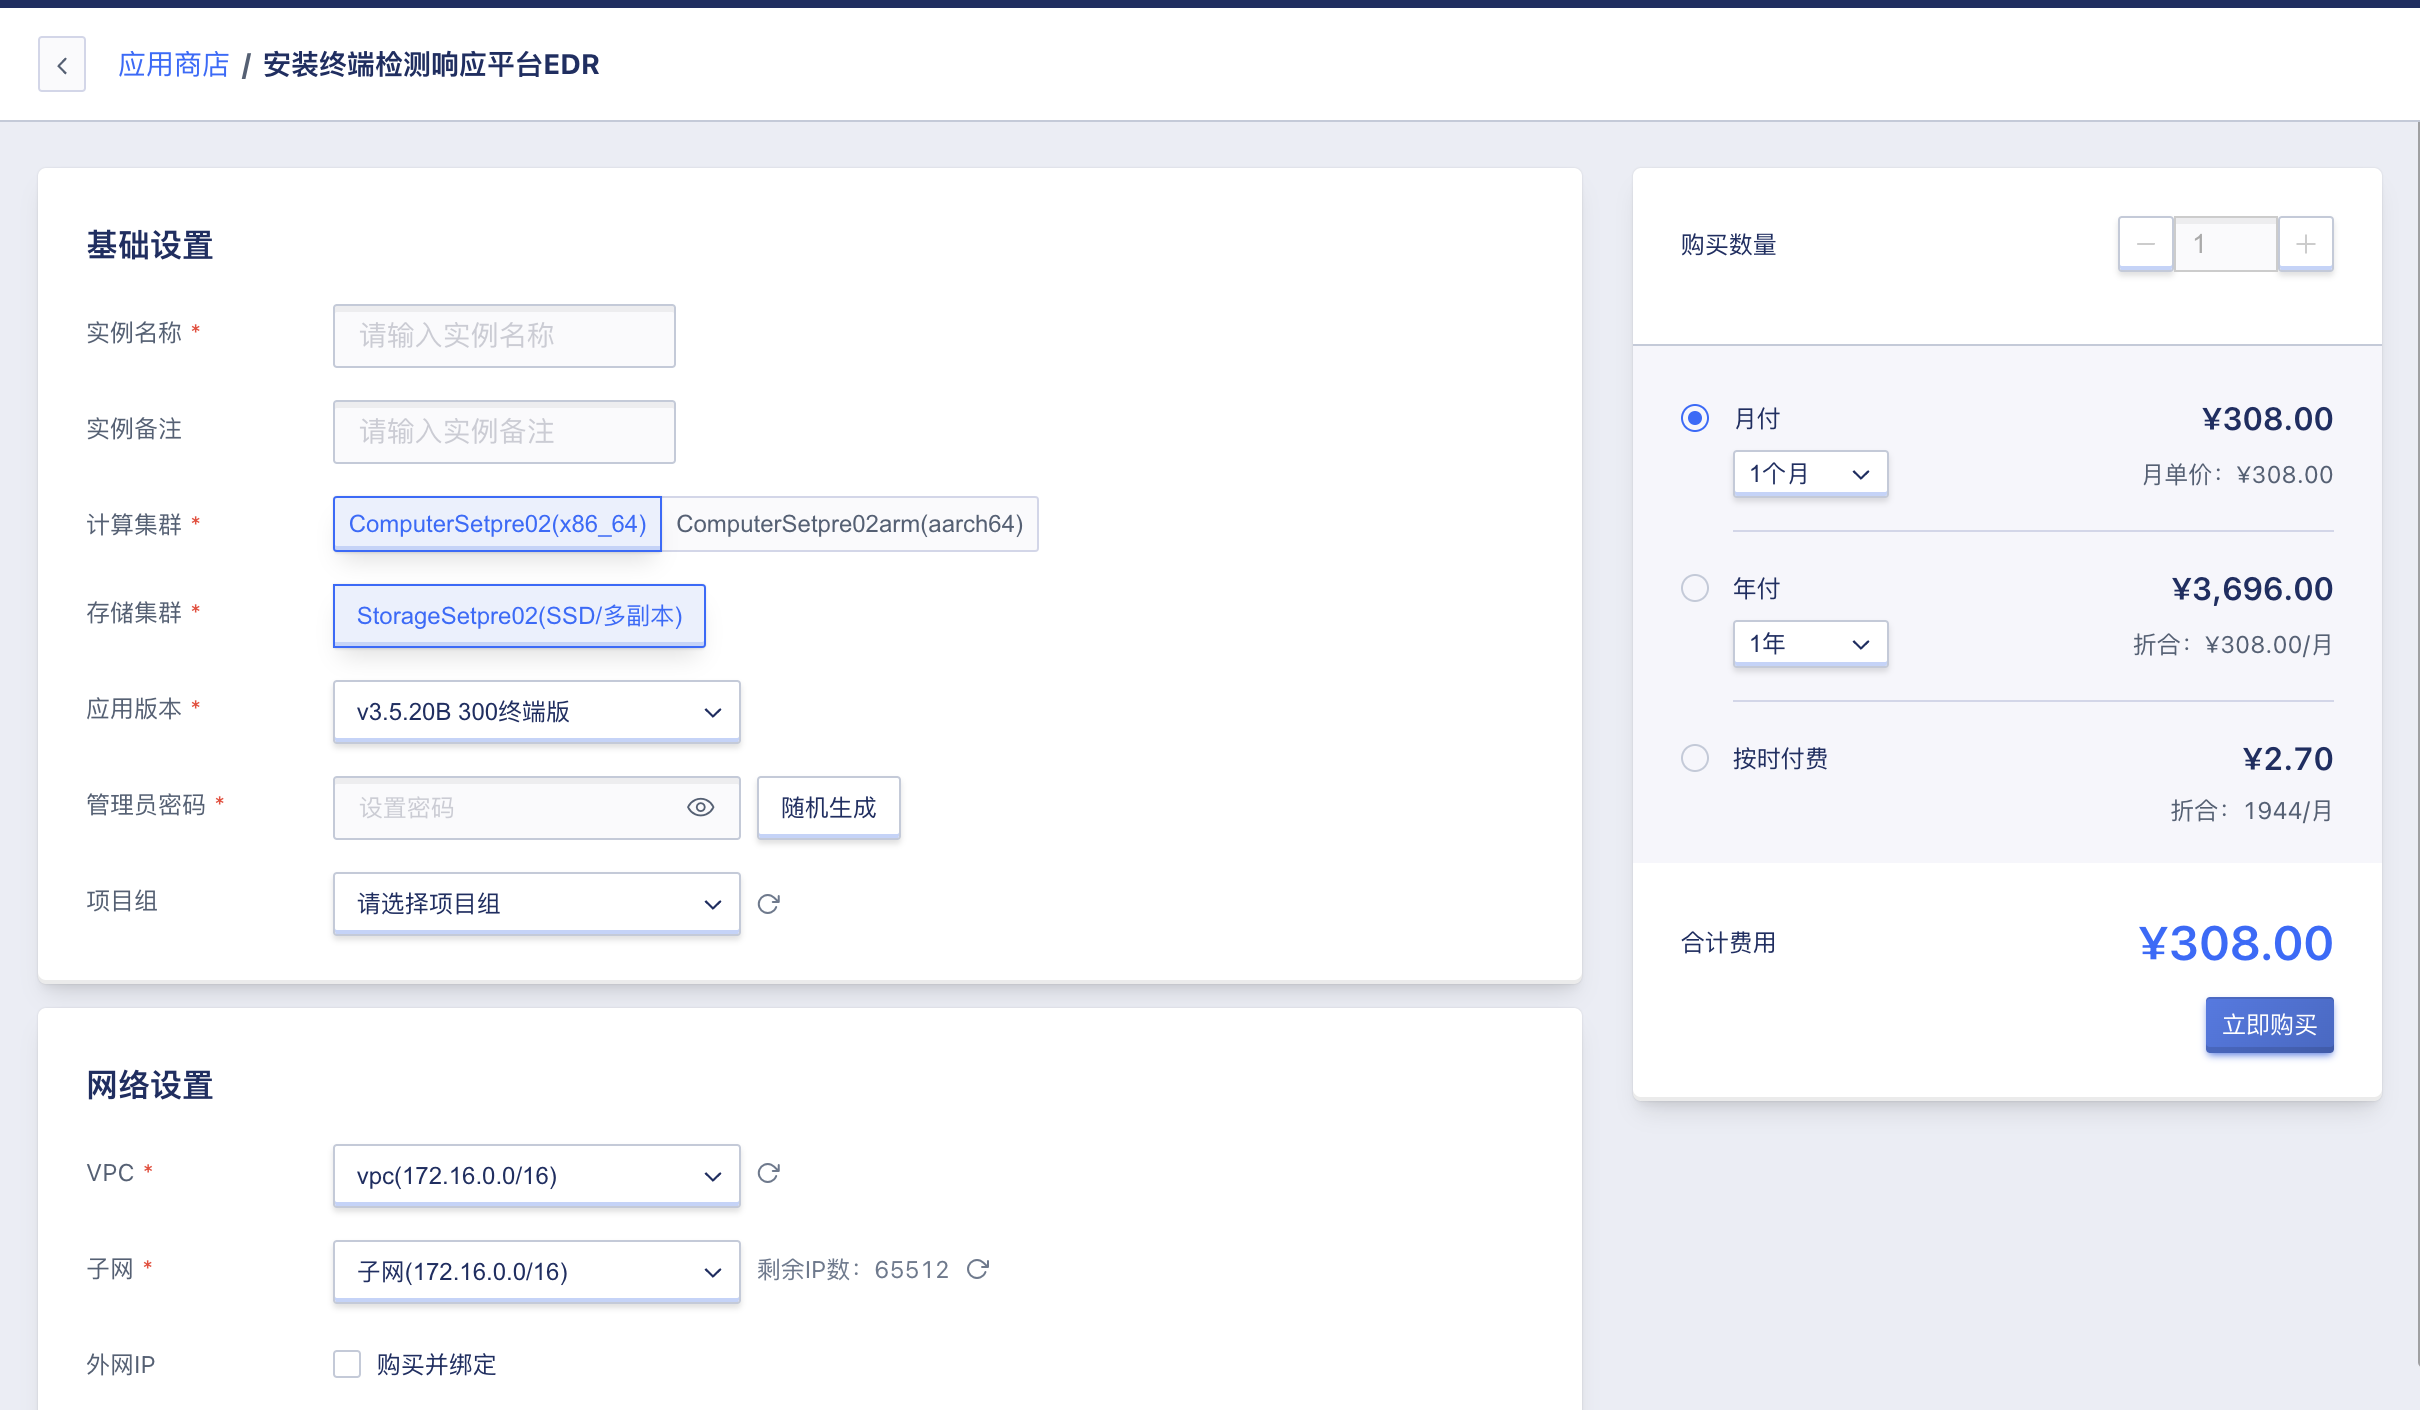 应用商店 / 安装终端检测响应平台EDR
基础设置
实例名称 *
请输入实例名称
实例备注
请输入实例备注
计算集群 *
ComputerSetpre02(x86_64)
ComputerSetpre02arm(aarch64)
存储集群 *
StorageSetpre02(SSD/多副本)
应用版本 *
v3.5.20B 300终端版
管理员密码 *
设置密码
随机生成
项目组
请选择项目组
网络设置
VPC *
vpc(172.16.0.0/16)
子网 *
子网(172.16.0.0/16)
剩余IP数：65512
外网IP
购买并绑定
购买数量
1
月付
¥308.00
1个月
月单价：¥308.00
年付
¥3,696.00
1年
折合：¥308.00/月
按时付费
¥2.70
折合：1944/月
合计费用
¥308.00
立即购买